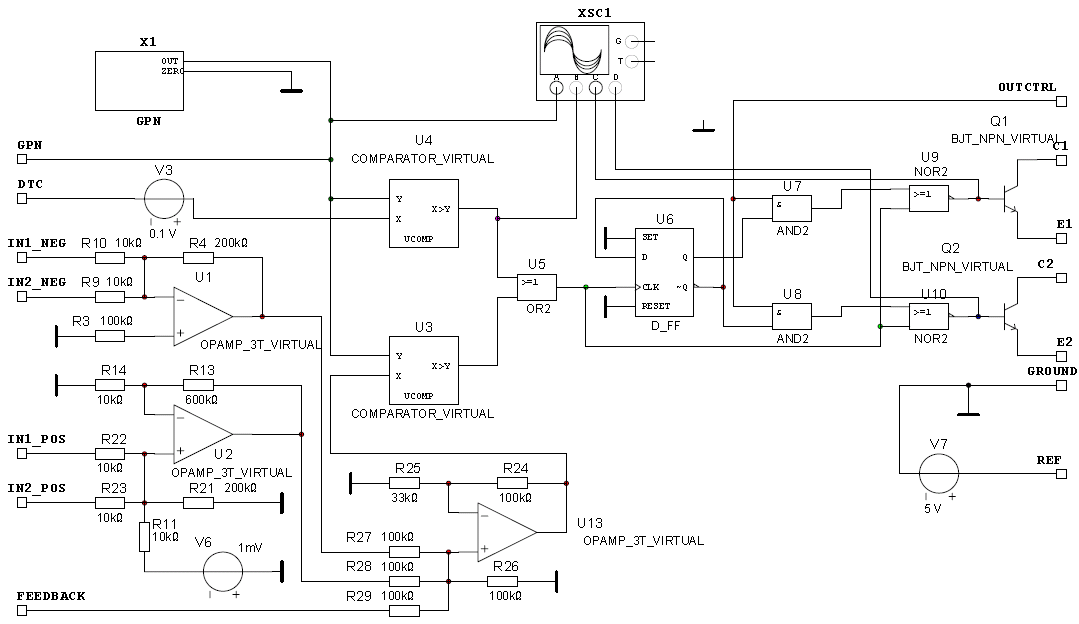 XSC1
G
T
A B C D
X1
OUT
ZERO
GPN
OUTCTRL
Q1
BJT_NPN_VIRTUAL
C1
U4
COMPARATOR_VIRTUAL
GPN
V3
U9
NOR2
DTC
Y
X
X>Y
UCOMP
U7
&
AND2
>=1
0.1 V
E1
IN1_NEG
R10 10kΩ
R4 200kΩ
U6
SET
D
Q
CLK
~Q
RESET
D_FF
Q2
BJT_NPN_VIRTUAL
C2
IN2_NEG
R9 10kΩ
U1
U5
>=1
OR2
U8
&
AND2
U10
>=1
NOR2
R3 100kΩ
OPAMP_3T_VIRTUAL
U3
Y
X
X>Y
UCOMP
COMPARATOR_VIRTUAL
E2
GROUND
R14
10kΩ
R13
600kΩ
IN1_POS
R22
10kΩ
U2
OPAMP_3T_VIRTUAL
V7
5 V
REF
IN2_POS
R23
10kΩ
R21 200kΩ
R25
33kΩ
R24
100kΩ
R11
10kΩ
V6
1mV
U13
OPAMP_3T_VIRTUAL
R27 100kΩ
R28 100kΩ
R26
100kΩ
FEEDBACK
R29 100kΩ